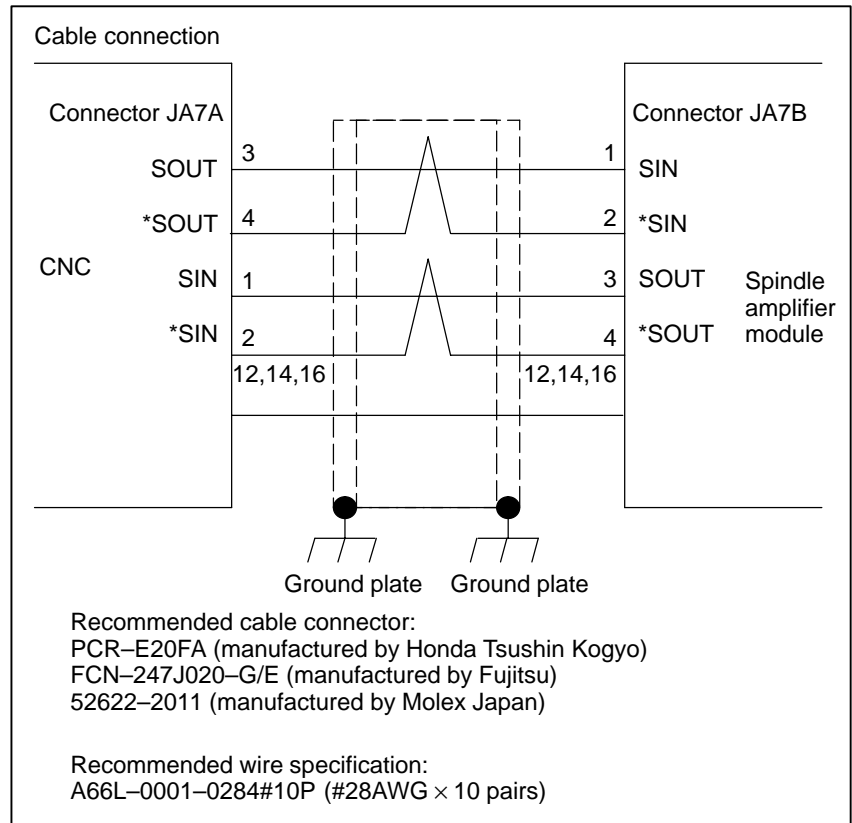 Cable connection
Connector JA7A
Connector JA7B
SOUT 3 1 SIN
*SOUT 4 2 *SIN
CNC
SIN 1 3 SOUT
Spindle
amplifier
module
*SIN 2 4 *SOUT
12,14,16 12,14,16
Ground plate Ground plate
Recommended cable connector:
PCR–E20FA (manufactured by Honda Tsushin Kogyo)
FCN–247J020–G/E (manufactured by Fujitsu)
52622–2011 (manufactured by Molex Japan)
Recommended wire specification:
A66L–0001–0284#10P (#28AWG × 10 pairs)